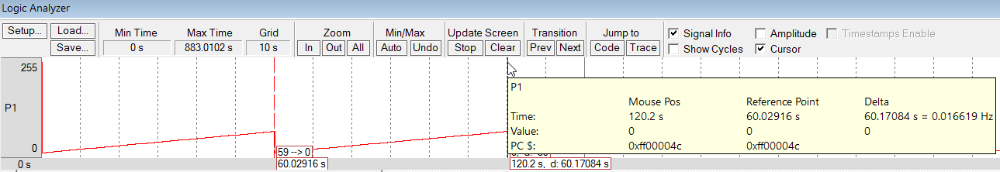 Logic Analyzer
Setup... Load... Min Time Max Time Grid Zoom Min/Max Update Screen Transition Jump to Signal Info Amplitude Timestamps Enable
Save... 0 s 883.0102 s 10 s In Out All Auto Undo Stop Clear Prev Next Code Trace Show Cycles Cursor
255
P1
0
P1
Mouse Pos Reference Point Delta
Time: 120.2 s 60.02916 s 60.17084 s = 0.016619 Hz
Value: 0 0 0
PC $: 0xff00004c 0xff00004c
59 --> 0
0 s 60.02916 s 120.2 s, d: 60.17084 s